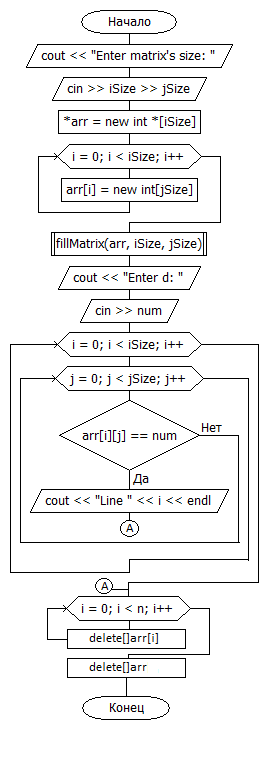 Начало
cout << "Enter matrix's size: "
cin >> iSize >> jSize
*arr = new int *[iSize]
i = 0; i < iSize; i++
arr[i] = new int[jSize]
fillMatrix(arr, iSize, jSize)
cout << "Enter d: "
cin >> num
i = 0; i < iSize; i++
j = 0; j < jSize; j++
arr[i][j] == num
Нет
Да
cout << "Line " << i << endl
A
A
i = 0; i < n; i++
delete[]arr[i]
delete[]arr
Конец